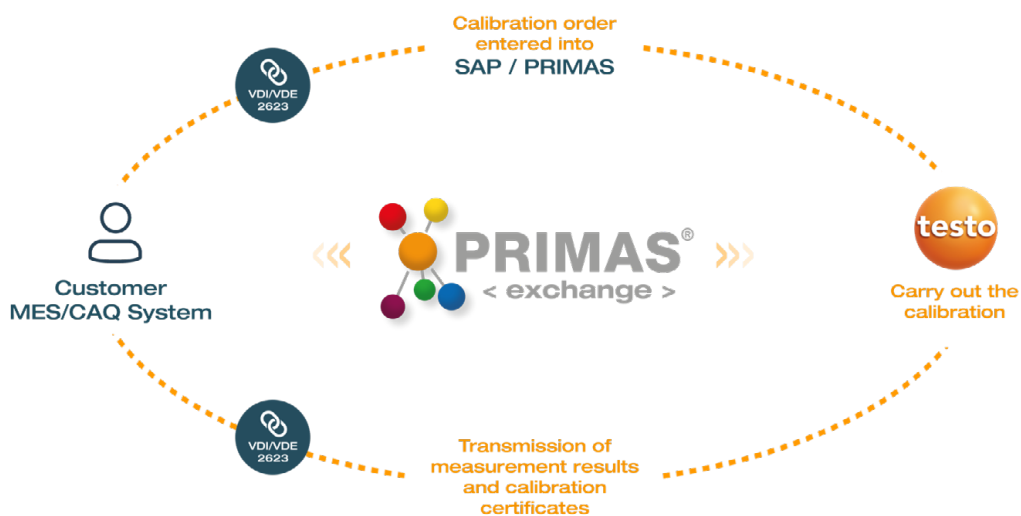 Calibration order
entered into
SAP / PRIMAS
VDI/VDE
2623
testo
PRIMAS®
< exchange >
Customer
MES/CAQ System
Carry out the
calibration
VDI/VDE
2623
Transmission of
measurement results
and calibration
certificates